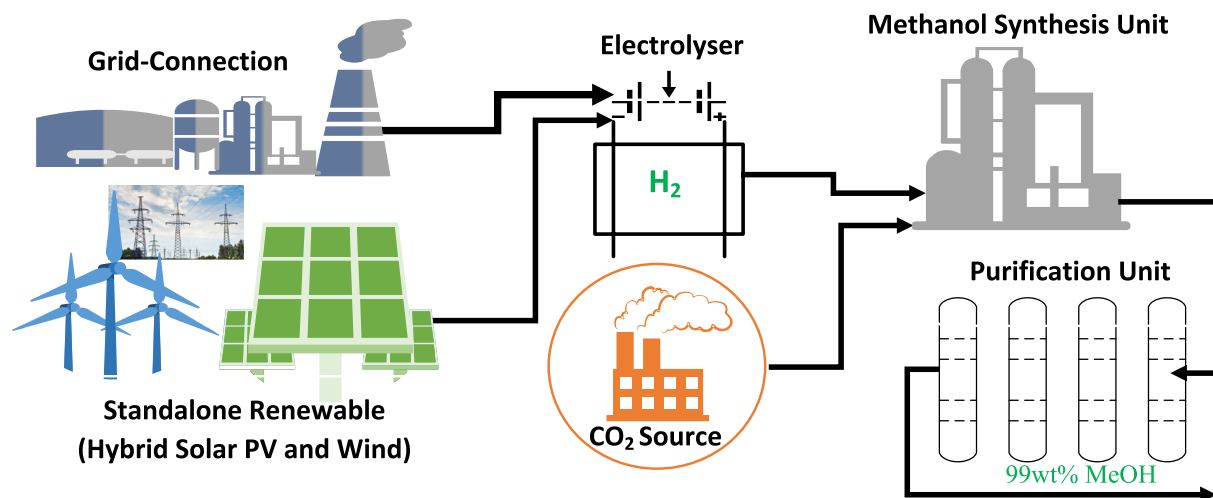 Grid-Connection
Electrolyser
Methanol Synthesis Unit
H₂
Purification Unit
Standalone Renewable
(Hybrid Solar PV and Wind)
CO₂ Source
99wt% MeOH